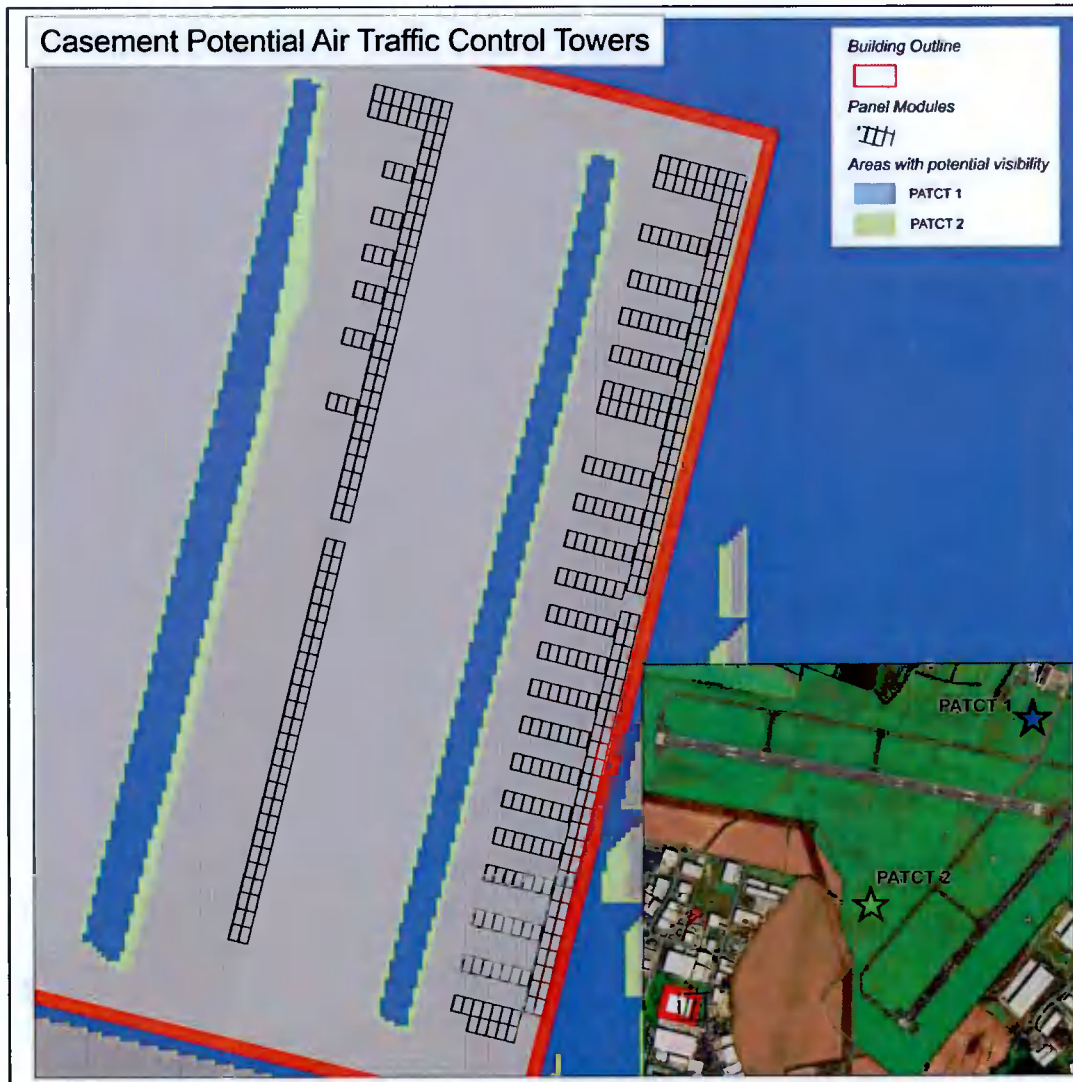 Casement Potential Air Traffic Control Towers
Building Outline
Panel Modules
Areas with potential visibility
PATCT 1
PATCT 2
PATCT 1
PATCT 2